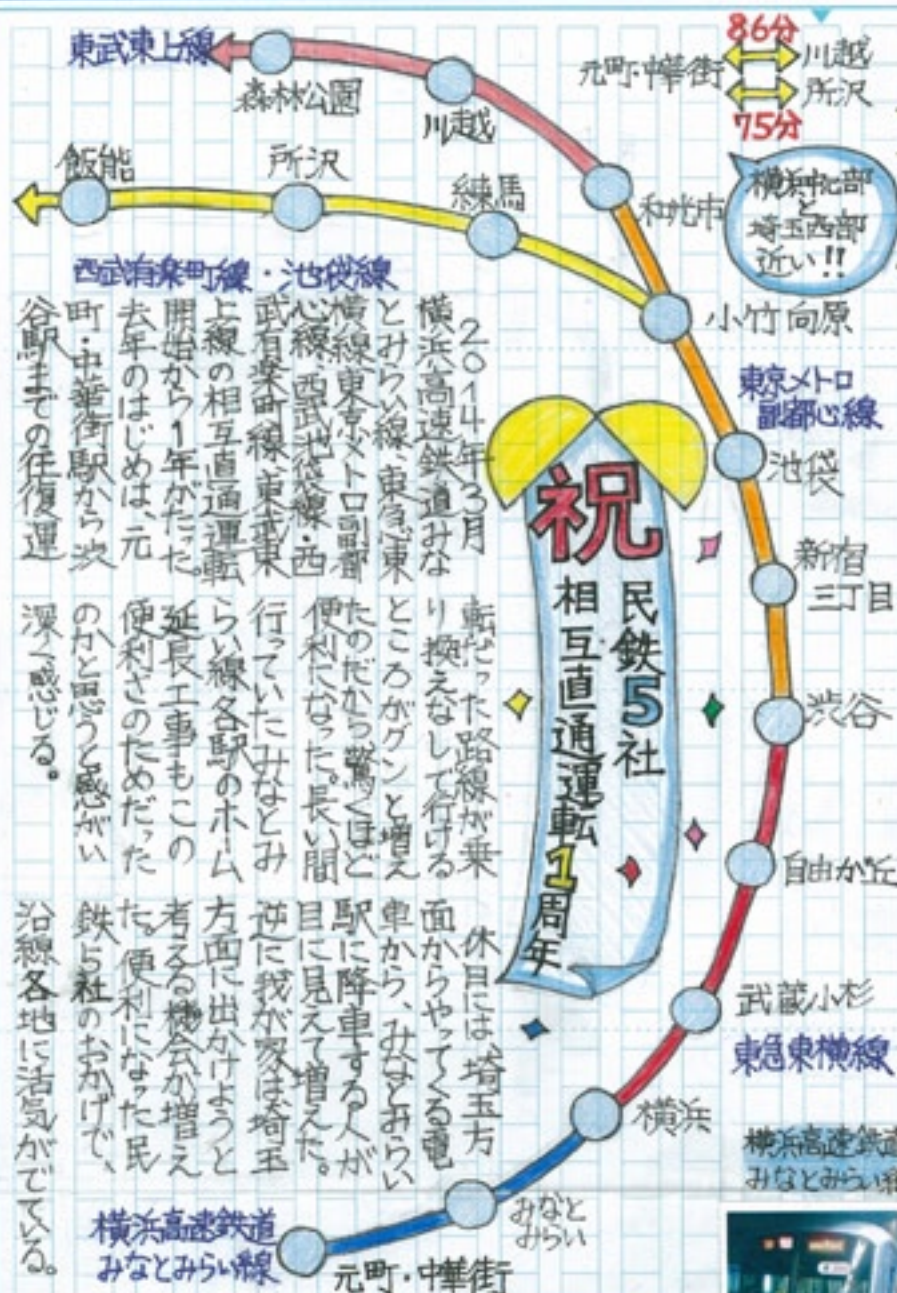 東武東上線
森林公園
川越
和光市
飯能
所沢
練馬
小竹向原
西武有楽町線・池袋線
86分
元町・中華街
川越
所沢
75分
横浜中北部
と
埼玉西部
近い!!
東京メトロ
副都心線
池袋
新宿
三丁目
渋谷
自由が丘
武蔵小杉
東急東横線
横浜
横浜高速鉄道
みなとみらい線
みなと
みらい
元町・中華街
横浜高速鉄道
みなとみらい
祝
民鉄5社
相互直通運転1周年
2014年3月
横浜高速鉄道みな
とみらい線、東急東
横線、東京メトロ副都
心線、西武池袋線・西
武有楽町線、東武東
上線の相互直通運転
開始から1年がたった。
去年のはじめは、元
町・中華街駅から渋
谷駅までの往復運
転だった路線が乗
り換えなしで行ける
ところがグンと増え
たのだから、驚くほど
便利になった。長い間
行っていたみなとみ
らい線各駅のホーム
延長工事もこの
便利さのためだった
のかと思うと感がい
深く感じる。
休日には、埼玉方
面からやってくる電
車から、みなとみらい
駅に降車する人が
目に見えて増えた。
逆に我が家は埼玉
方面に出かけようと
考える機会が増え
た。便利になった民
鉄5社のおかげで、
沿線各地に活気がでている。